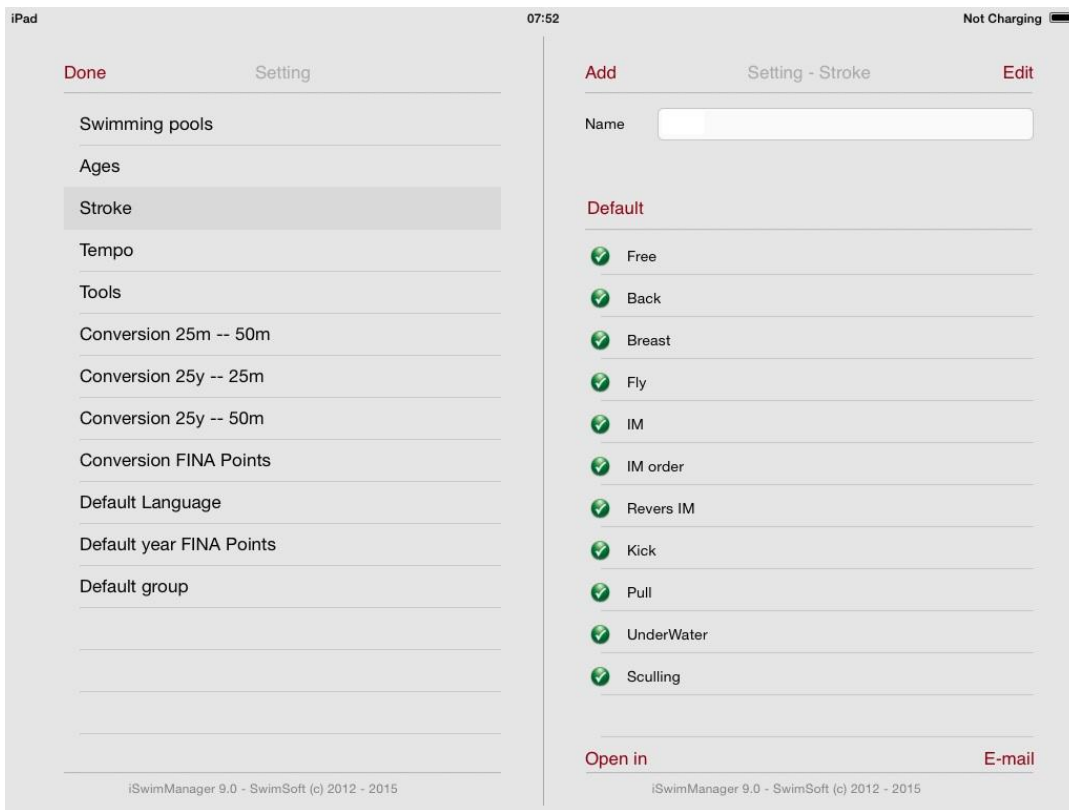 iPad 07:52 Not Charging
Done Setting
Swimming pools
Ages
Stroke
Tempo
Tools
Conversion 25m -- 50m
Conversion 25y -- 25m
Conversion 25y -- 50m
Conversion FINA Points
Default Language
Default year FINA Points
Default group
iSwimManager 9.0 - SwimSoft (c) 2012 - 2015
Add Setting - Stroke Edit
Name
Default
Free
Back
Breast
Fly
IM
IM order
Revers IM
Kick
Pull
UnderWater
Sculling
Open in E-mail
iSwimManager 9.0 - SwimSoft (c) 2012 - 2015